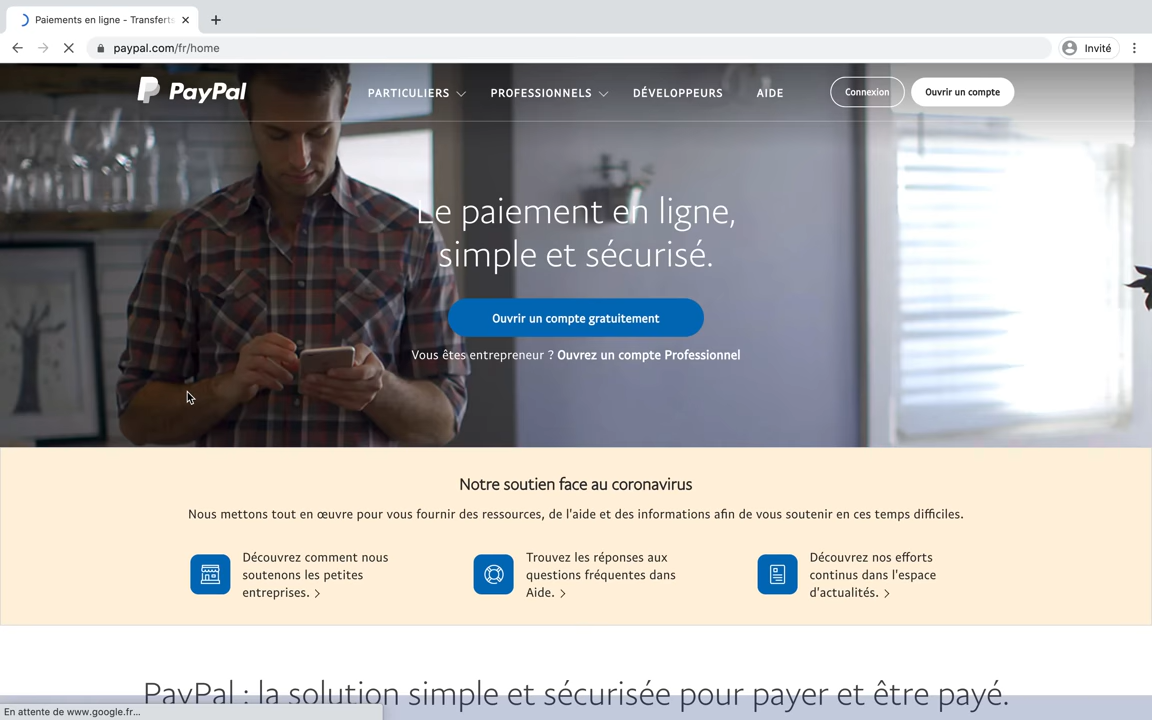 Paiements en ligne - Transferts
paypal.com/fr/home
Invité
PayPal
PARTICULIERS
PROFESSIONNELS
DÉVELOPPEURS
AIDE
Connexion
Ouvrir un compte
Le paiement en ligne,
simple et sécurisé.
Ouvrir un compte gratuitement
Vous êtes entrepreneur ? Ouvrez un compte Professionnel
Notre soutien face au coronavirus
Nous mettons tout en œuvre pour vous fournir des ressources, de l'aide et des informations afin de vous soutenir en ces temps difficiles.
Découvrez comment nous
soutenons les petites
entreprises. >
Trouvez les réponses aux
questions fréquentes dans
Aide. >
Découvrez nos efforts
continus dans l'espace
d'actualités. >
PayPal : la solution simple et sécurisée pour payer et être payé.
En attente de www.google.fr...